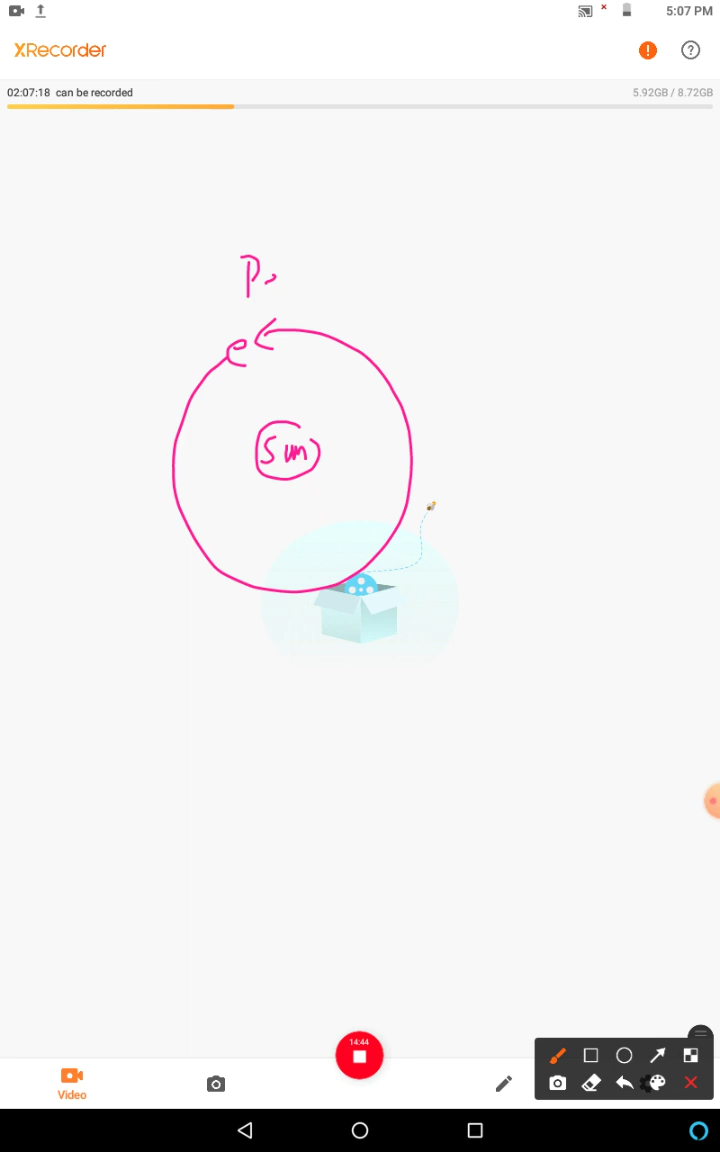 5:07 PM
XRecorder
02:07:18 can be recorded
5.92GB / 8.72GB
P.
e
Sun
14:44
Video